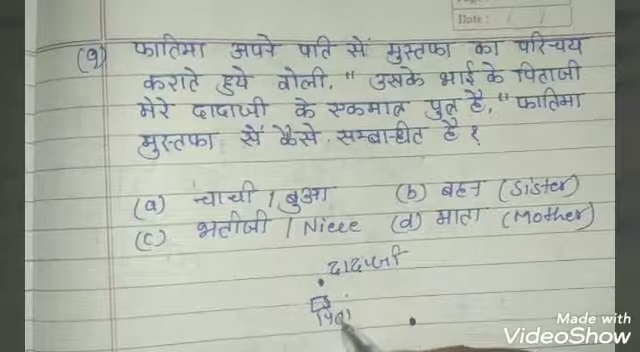 Date :
(9) फातिमा अपने पति से मुस्तफा का परिचय
कराते हुये बोली, " उसके भाई के पिताजी
मेरे दादाजी के एकमात्र पुत्र है, " फातिमा
मुस्तफा से कैसे सम्बान्धीत है ?
(a) चाची / बुआ (b) बहन (Sister)
(c) भतीजी / Niece (d) माता (Mother)
दादाजी
पिता
Made with
VideoShow